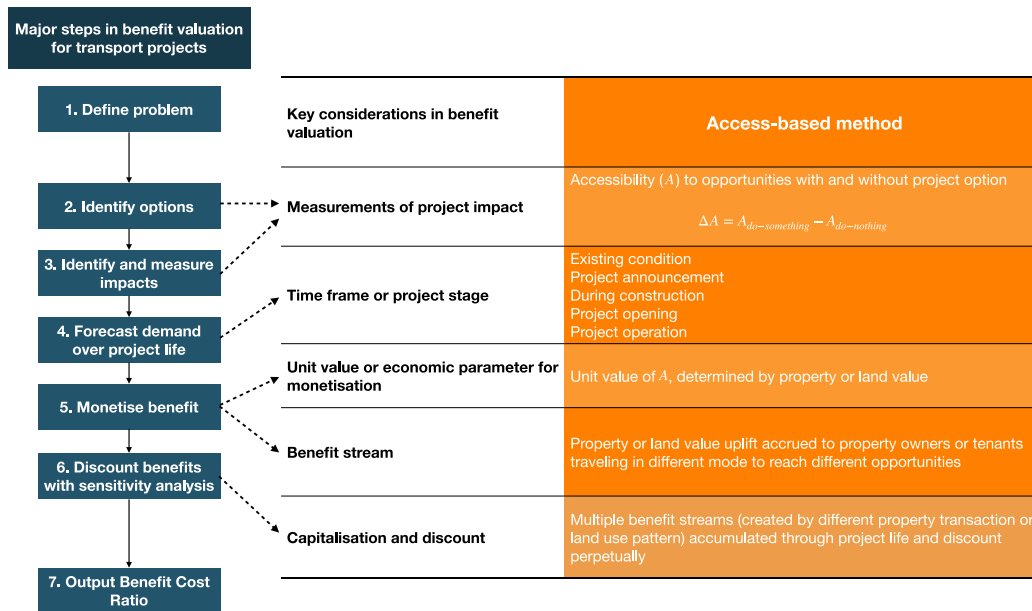 Major steps in benefit valuation
for transport projects
1. Define problem
2. Identify options
3. Identify and measure
impacts
4. Forecast demand
over project life
5. Monetise benefit
6. Discount benefits
with sensitivity analysis
7. Output Benefit Cost
Ratio
Key considerations in benefit
valuation
Access-based method
Measurements of project impact
Accessibility (A) to opportunities with and without project option
ΔA = A_do−something − A_do−nothing
Time frame or project stage
Existing condition
Project announcement
During construction
Project opening
Project operation
Unit value or economic parameter for
monetisation
Unit value of A, determined by property or land value
Benefit stream
Property or land value uplift accrued to property owners or tenants
traveling in different mode to reach different opportunities
Capitalisation and discount
Multiple benefit streams (created by different property transaction or
land use pattern) accumulated through project life and discount
perpetually